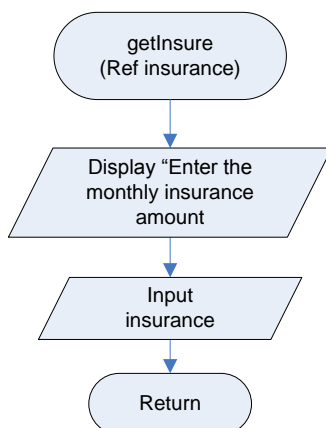 getInsure
(Ref insurance)
Display “Enter the
monthly insurance
amount
Input
insurance
Return